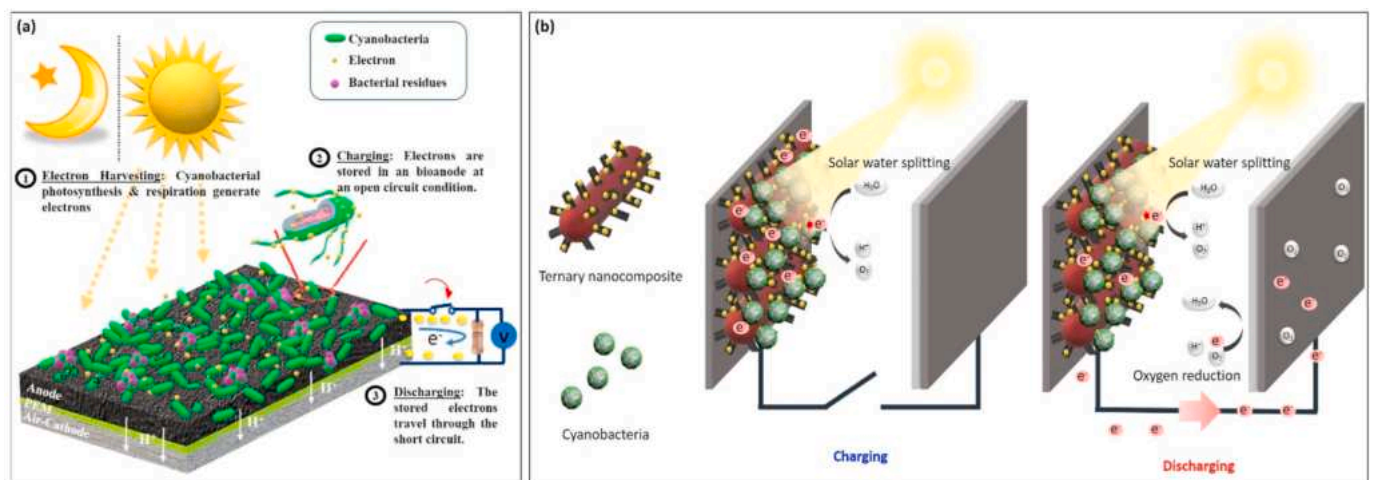 (a)
Cyanobacteria
Electron
Bacterial residues
1 Electron Harvesting: Cyanobacterial
photosynthesis & respiration generate
electrons
2 Charging: Electrons are
stored in an bioanode at
an open circuit condition.
e-
V
H+
H+
H+
H+
H+
Anode
PEM
Air-Cathode
3 Discharging: The
stored electrons
travel through the
short circuit.
(b)
Ternary nanocomposite
Cyanobacteria
e-
e-
e-
e-
e-
e-
e-
Solar water splitting
H₂O
H+
O₂
Charging
e-
e-
e-
e-
e-
e-
e-
Solar water splitting
H₂O
H+
O₂
H₂O
H+
e-
O₂
Oxygen reduction
O₂
O₂
O₂
O₂
e-
e-
e-
e-
e-
e-
e-
e-
Discharging